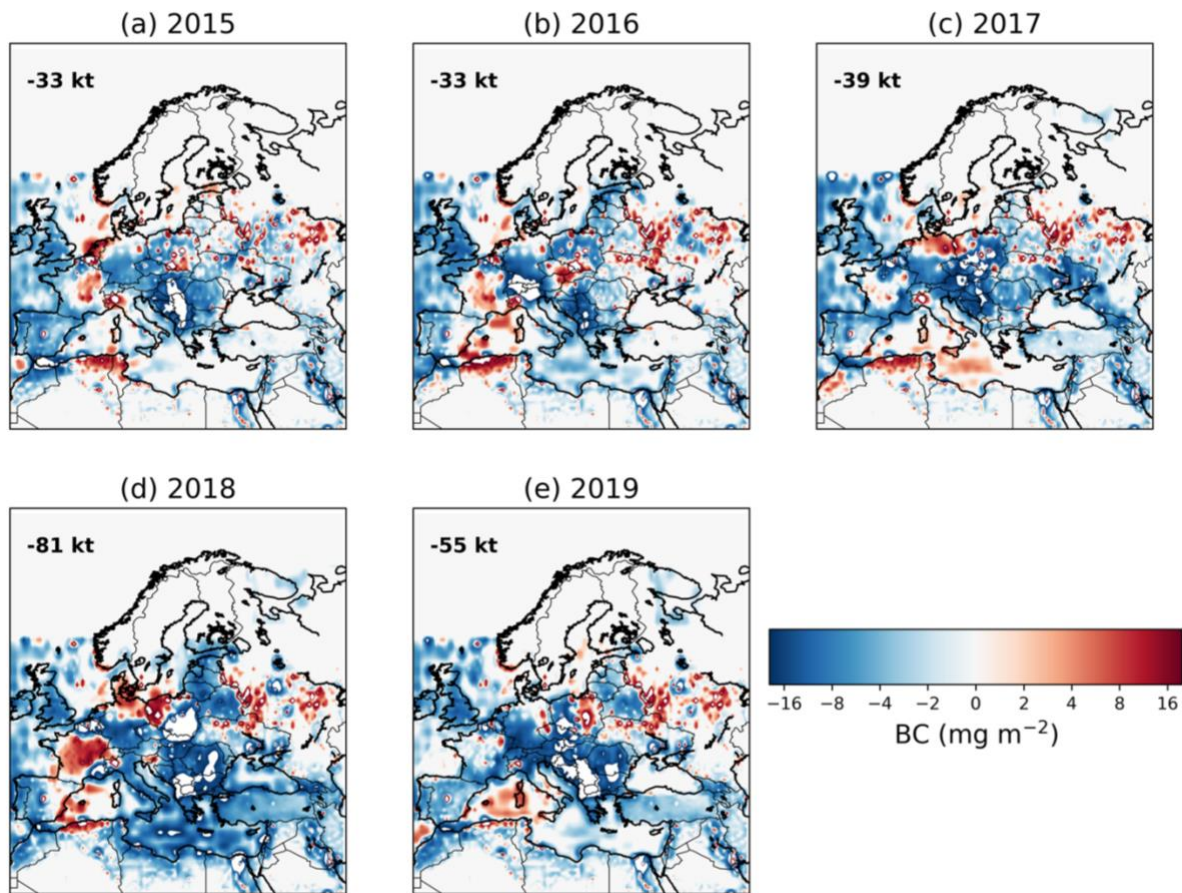 (a) 2015
(b) 2016
(c) 2017
-33 kt
-33 kt
-39 kt
(d) 2018
(e) 2019
-81 kt
-55 kt
−16 −8 −4 −2 0 2 4 8 16
BC (mg m⁻²)